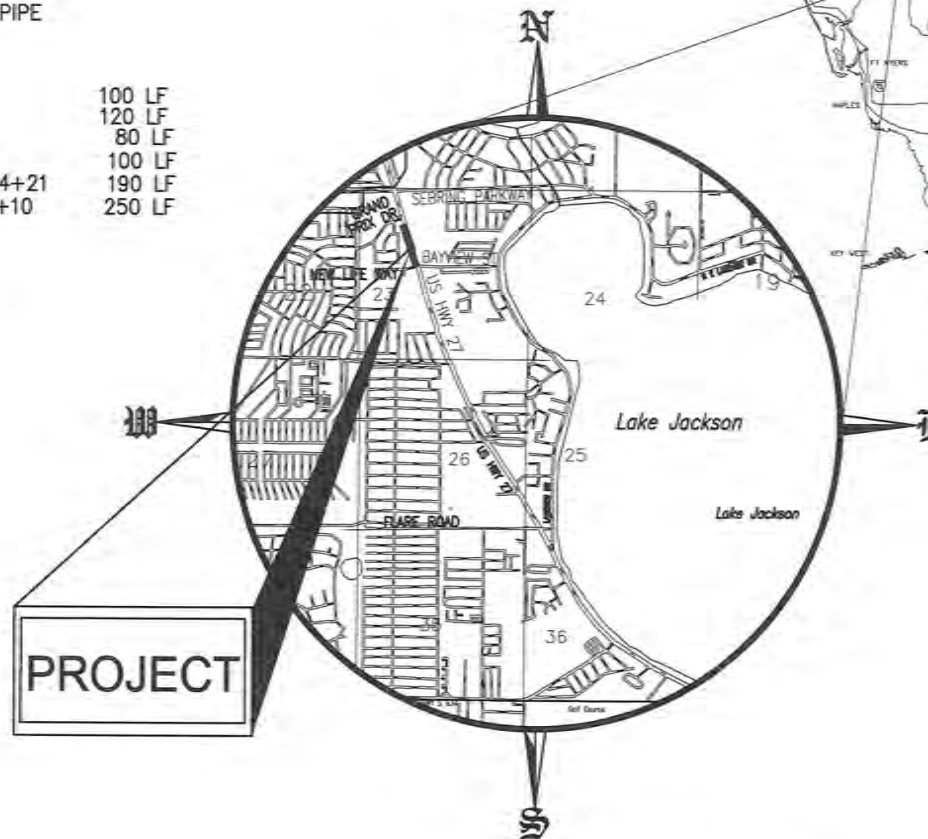 PIPE
100 LF
120 LF
80 LF
100 LF
4+21 190 LF
+10 250 LF
N
FT MYERS
NAPLES
KEY WEST
SEBRING PARKWAY
GRAND
PRIX DR.
BAYVIEW ST
NEW LIFE WAY
23
24
19
US HWY 27
W
Lake Jackson
26
25
27
US HWY 27
Lake Jackson
FLARE ROAD
36
PROJECT
Golf Course
S